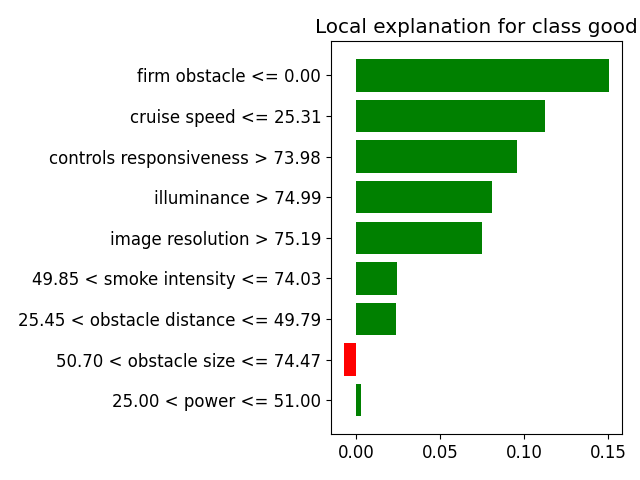 Local explanation for class good
firm obstacle <= 0.00
cruise speed <= 25.31
controls responsiveness > 73.98
illuminance > 74.99
image resolution > 75.19
49.85 < smoke intensity <= 74.03
25.45 < obstacle distance <= 49.79
50.70 < obstacle size <= 74.47
25.00 < power <= 51.00
0.00 0.05 0.10 0.15